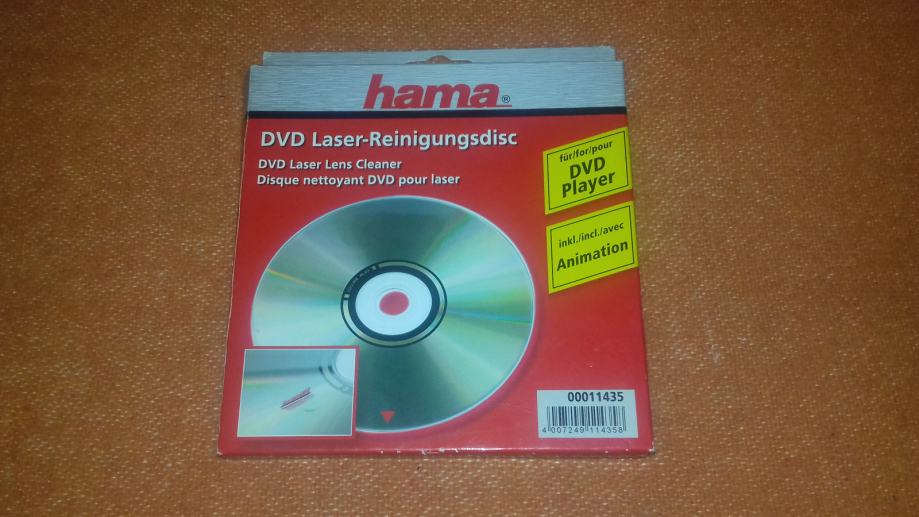 hama®
DVD Laser-Reinigungsdisc
DVD Laser Lens Cleaner
Disque nettoyant DVD pour laser
für/for/pour
DVD
Player
inkl./incl./avec
Animation
00011435
4 007249 114358